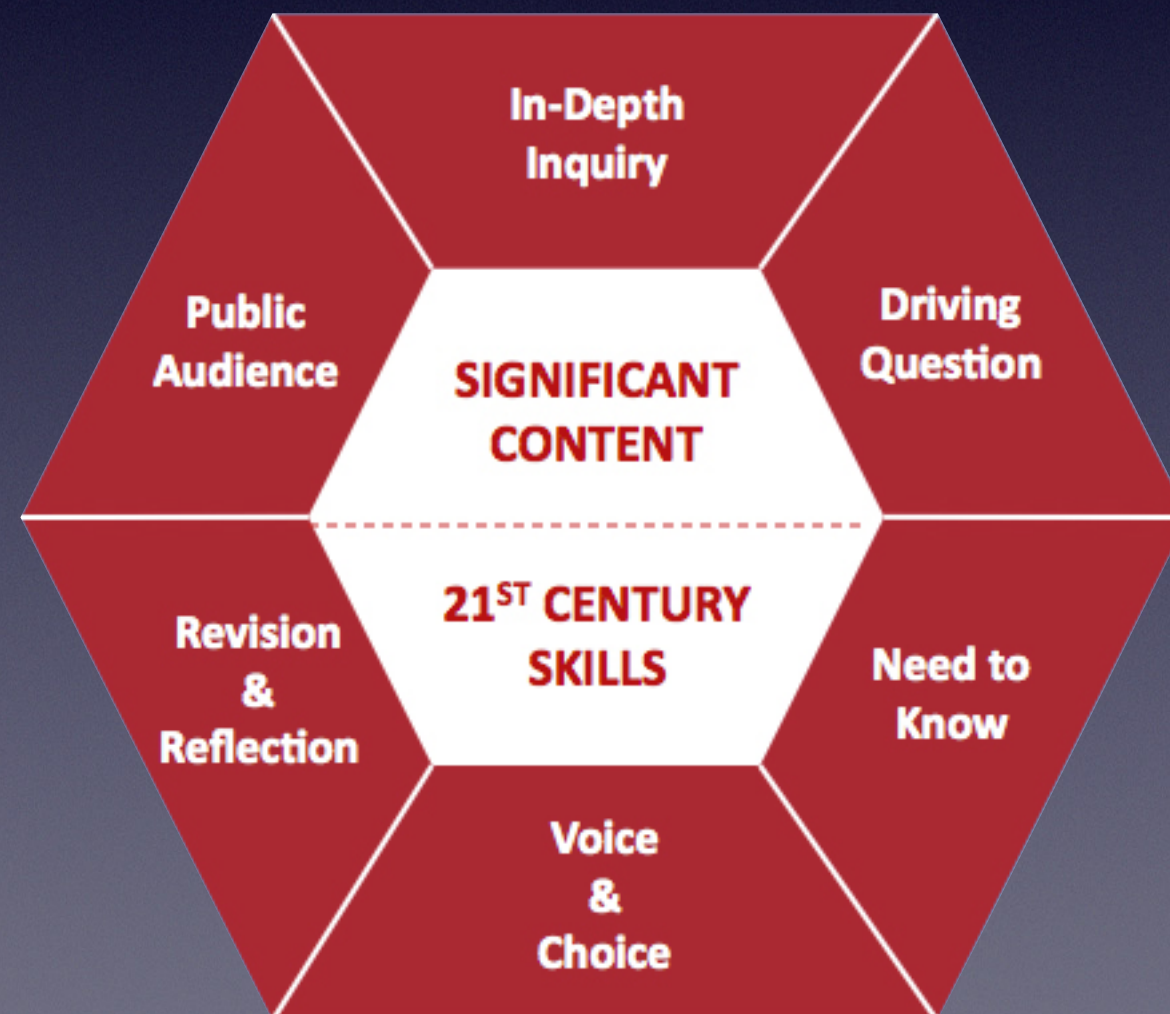 In-Depth
Inquiry
Driving
Question
Need to
Know
Voice
&
Choice
Revision
&
Reflection
Public
Audience
SIGNIFICANT
CONTENT
21ST CENTURY
SKILLS